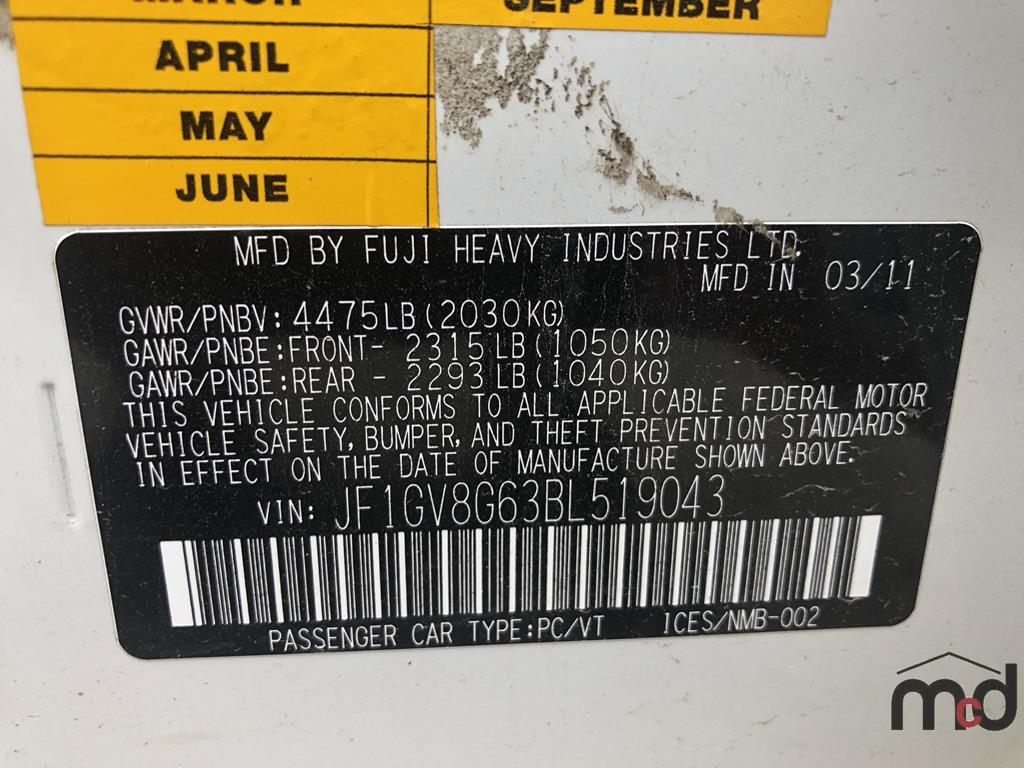 MARCH
SEPTEMBER
APRIL
MAY
JUNE
MFD BY FUJI HEAVY INDUSTRIES LTD.
MFD IN 03/11
GVWR/PNBV: 4475LB(2030KG)
GAWR/PNBE:FRONT- 2315LB(1050KG)
GAWR/PNBE:REAR - 2293LB(1040KG)
THIS VEHICLE CONFORMS TO ALL APPLICABLE FEDERAL MOTOR
VEHICLE SAFETY, BUMPER, AND THEFT PREVENTION STANDARDS
IN EFFECT ON THE DATE OF MANUFACTURE SHOWN ABOVE.
VIN: JF1GV8G63BL519043
PASSENGER CAR TYPE:PC/VT ICES/NMB-002
mcd